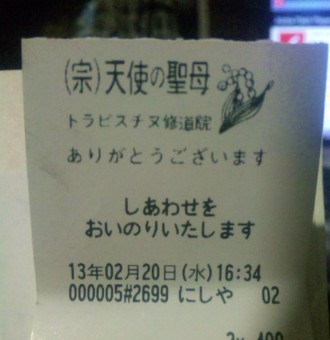 (宗)天使の聖母
トラピスチヌ修道院
ありがとうございます
しあわせを
おいのりいたします
13年02月20日(水)16:34
000005#2699 にしや 02